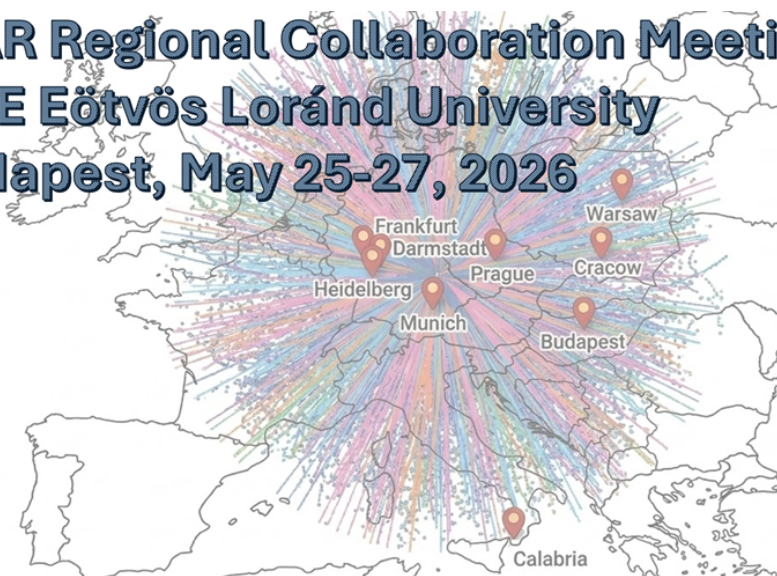 AR Regional Collaboration Meeti
E Eötvös Loránd University
dapest, May 25-27, 2026
Warsaw
Frankfurt
Darmstadt
Cracow
Prague
Heidelberg
Munich
Budapest
Calabria